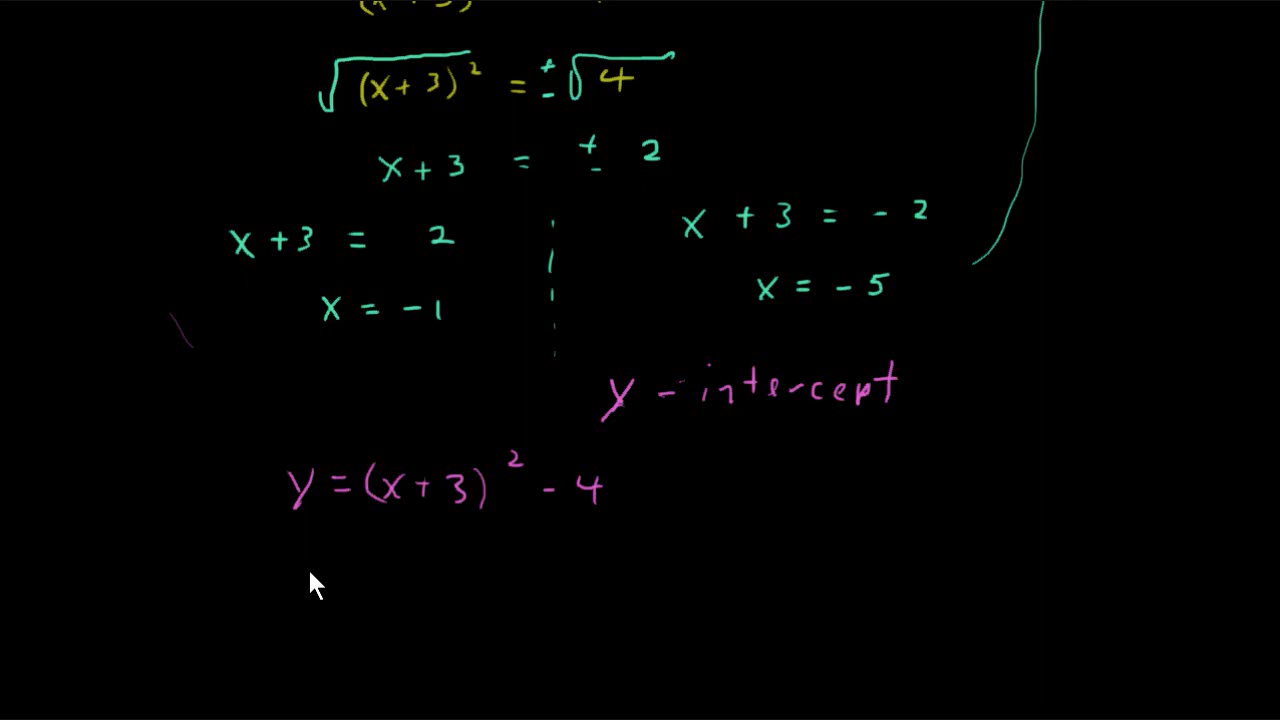 √(x+3)² = ±√4
x+3 = ± 2
x+3 = 2
x + 3 = - 2
x = -1
x = - 5
y - intercept
y = (x+3)² - 4